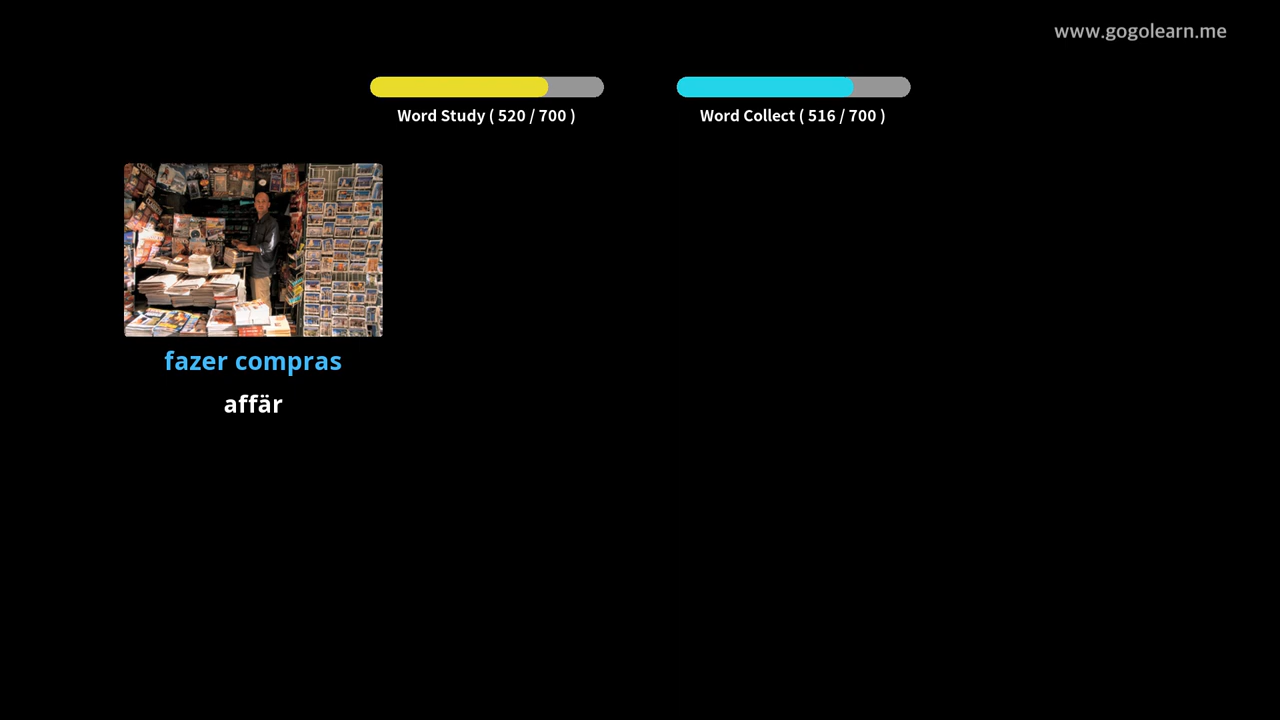 www.gogolearn.me
Word Study ( 520 / 700 )
Word Collect ( 516 / 700 )
fazer compras
affär